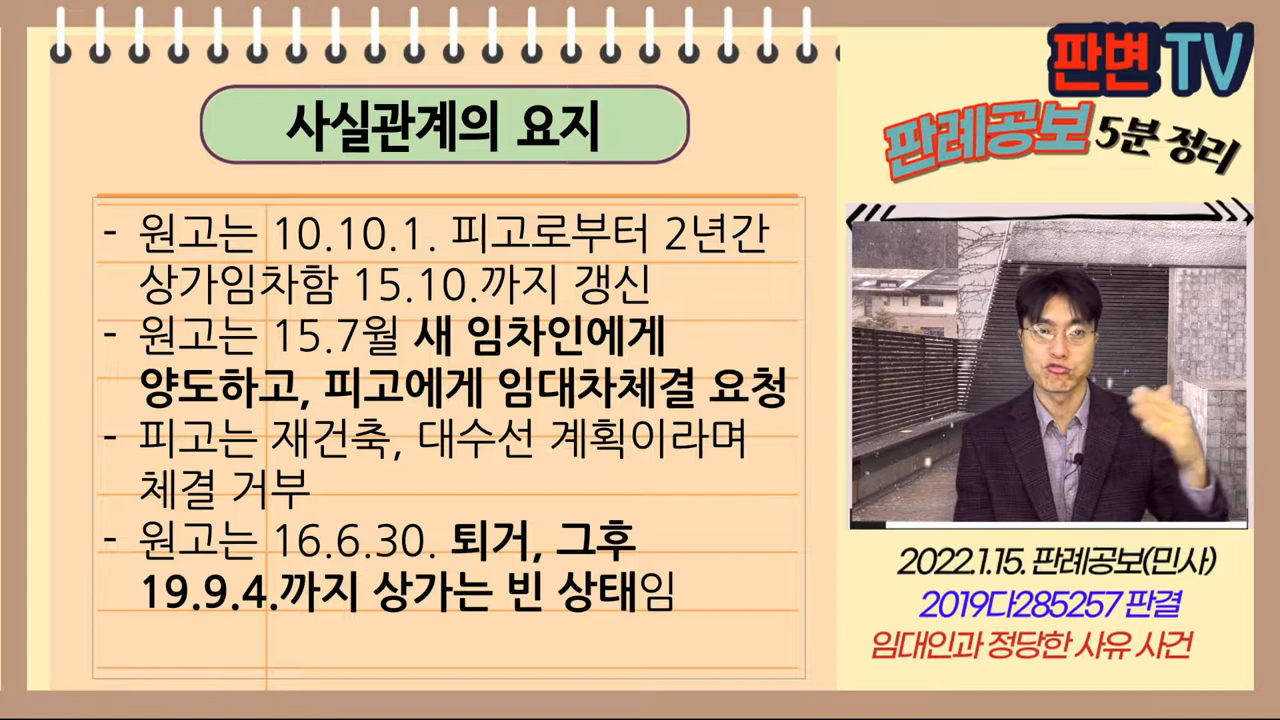 사실관계의 요지
- 원고는 10.10.1. 피고로부터 2년간
상가임차함 15.10.까지 갱신
- 원고는 15.7월 새 임차인에게
양도하고, 피고에게 임대차체결 요청
- 피고는 재건축, 대수선 계획이라며
체결 거부
- 원고는 16.6.30. 퇴거, 그후
19.9.4.까지 상가는 빈 상태임
판변 TV
판례공보 5분 정리
2022.1.15. 판례공보(민사)
2019다285257 판결
임대인과 정당한 사유 사건